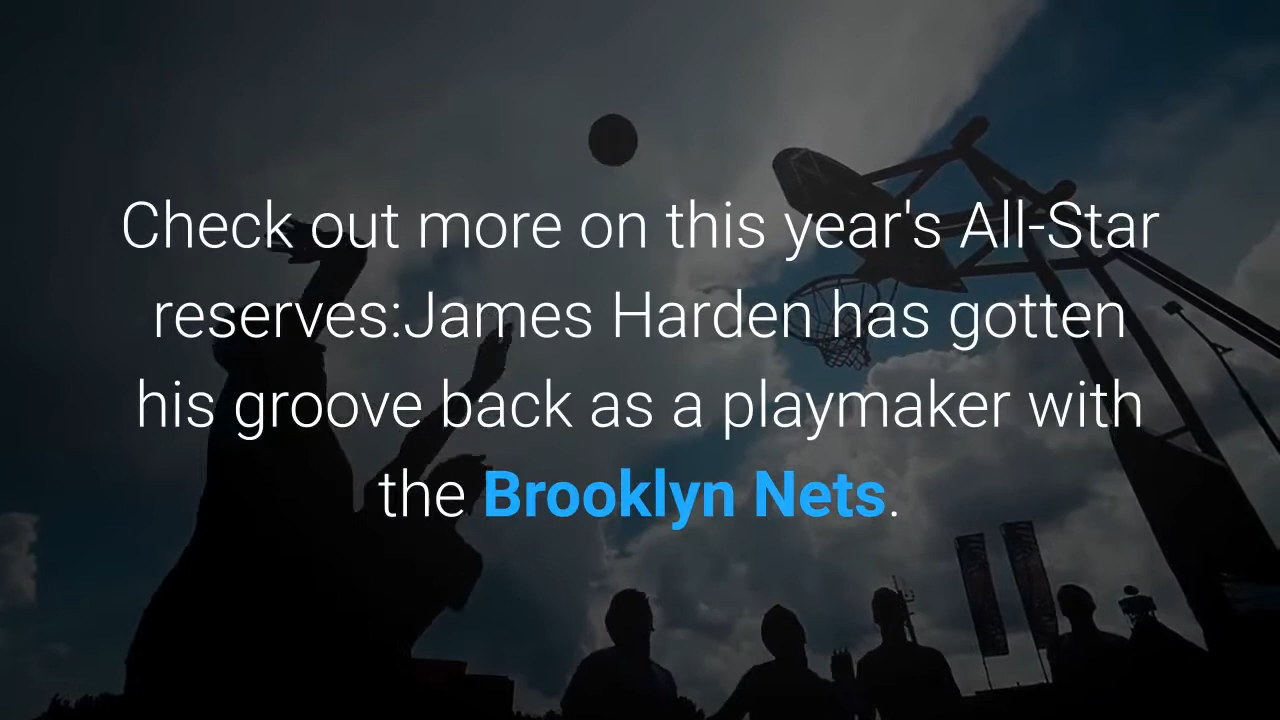 Check out more on this year's All-Star
reserves:James Harden has gotten
his groove back as a playmaker with
the Brooklyn Nets.